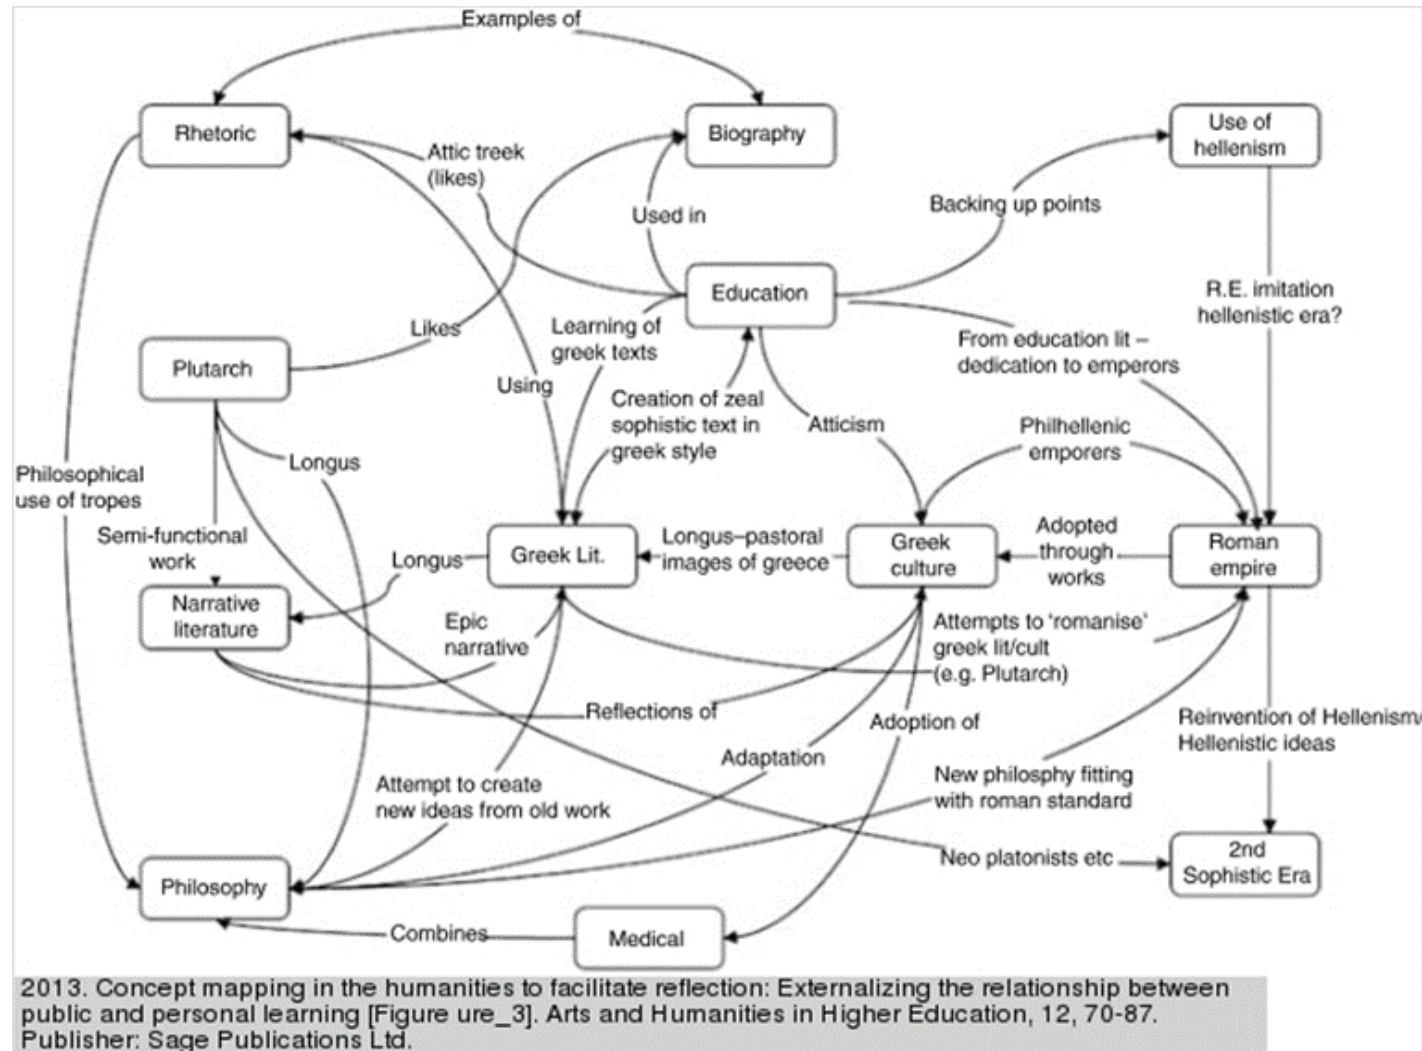 Examples of
Rhetoric
Biography
Use of
hellenism
Attic treek
(likes)
Used in
Backing up points
Education
R.E. imitation
hellenistic era?
Likes
Learning of
greek texts
From education lit –
dedication to emperors
Plutarch
Using
Creation of zeal
sophistic text in
greek style
Atticism
Philhellenic
emporers
Longus
Philosophical
use of tropes
Semi-functional
work
Longus
Greek Lit.
Longus–pastoral
images of greece
Greek
culture
Adopted
through
works
Roman
empire
Narrative
literature
Epic
narrative
Attempts to ‘romanise’
greek lit/cult
(e.g. Plutarch)
Reflections of
Adoption of
Reinvention of Hellenism/
Hellenistic ideas
Adaptation
Attempt to create
new ideas from old work
New philosphy fitting
with roman standard
Neo platonists etc
2nd
Sophistic Era
Philosophy
Combines
Medical
2013. Concept mapping in the humanities to facilitate reflection: Externalizing the relationship between
public and personal learning [Figure ure_3]. Arts and Humanities in Higher Education, 12, 70-87.
Publisher: Sage Publications Ltd.